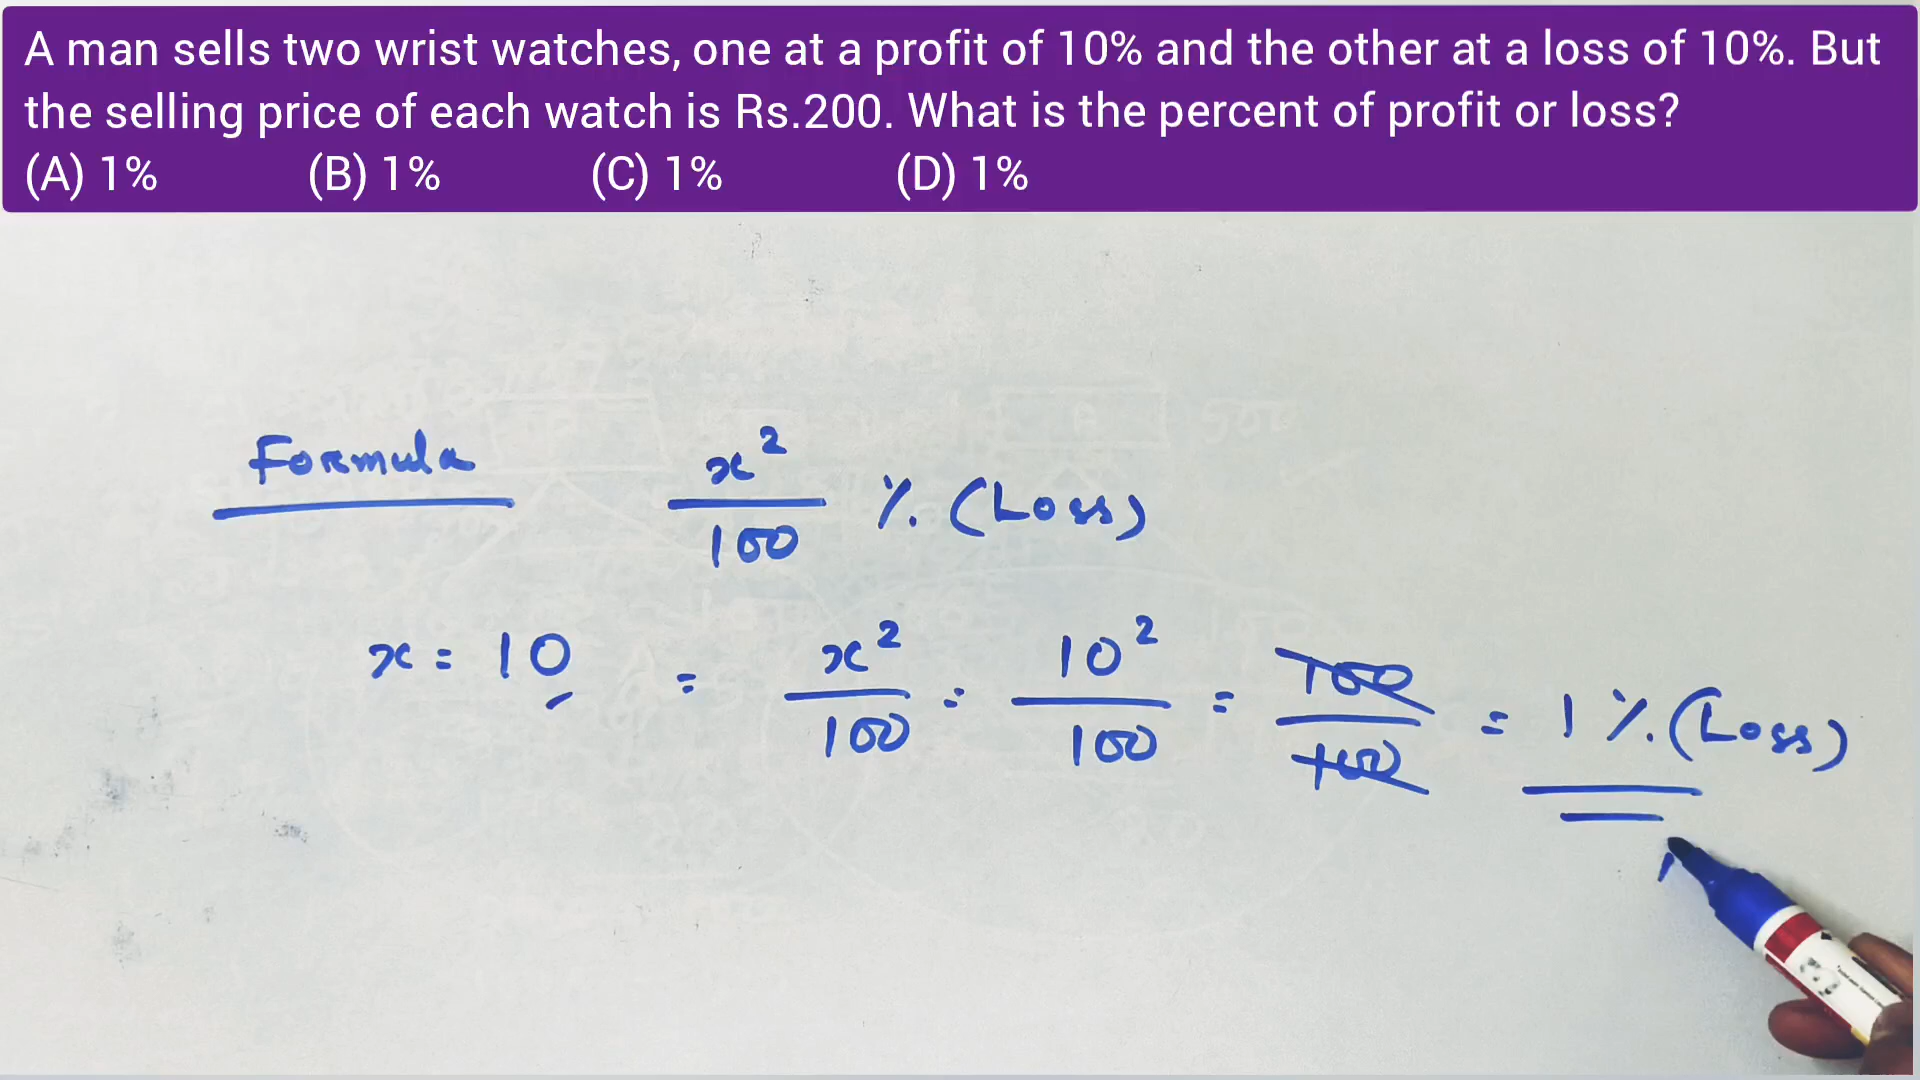 A man sells two wrist watches, one at a profit of 10% and the other at a loss of 10%. But
the selling price of each watch is Rs.200. What is the percent of profit or loss?
(A) 1% (B) 1% (C) 1% (D) 1%
Formula x²/100 % (Loss)
x = 10 = x²/100 = 10²/100 = 100/100 = 1 % (Loss)